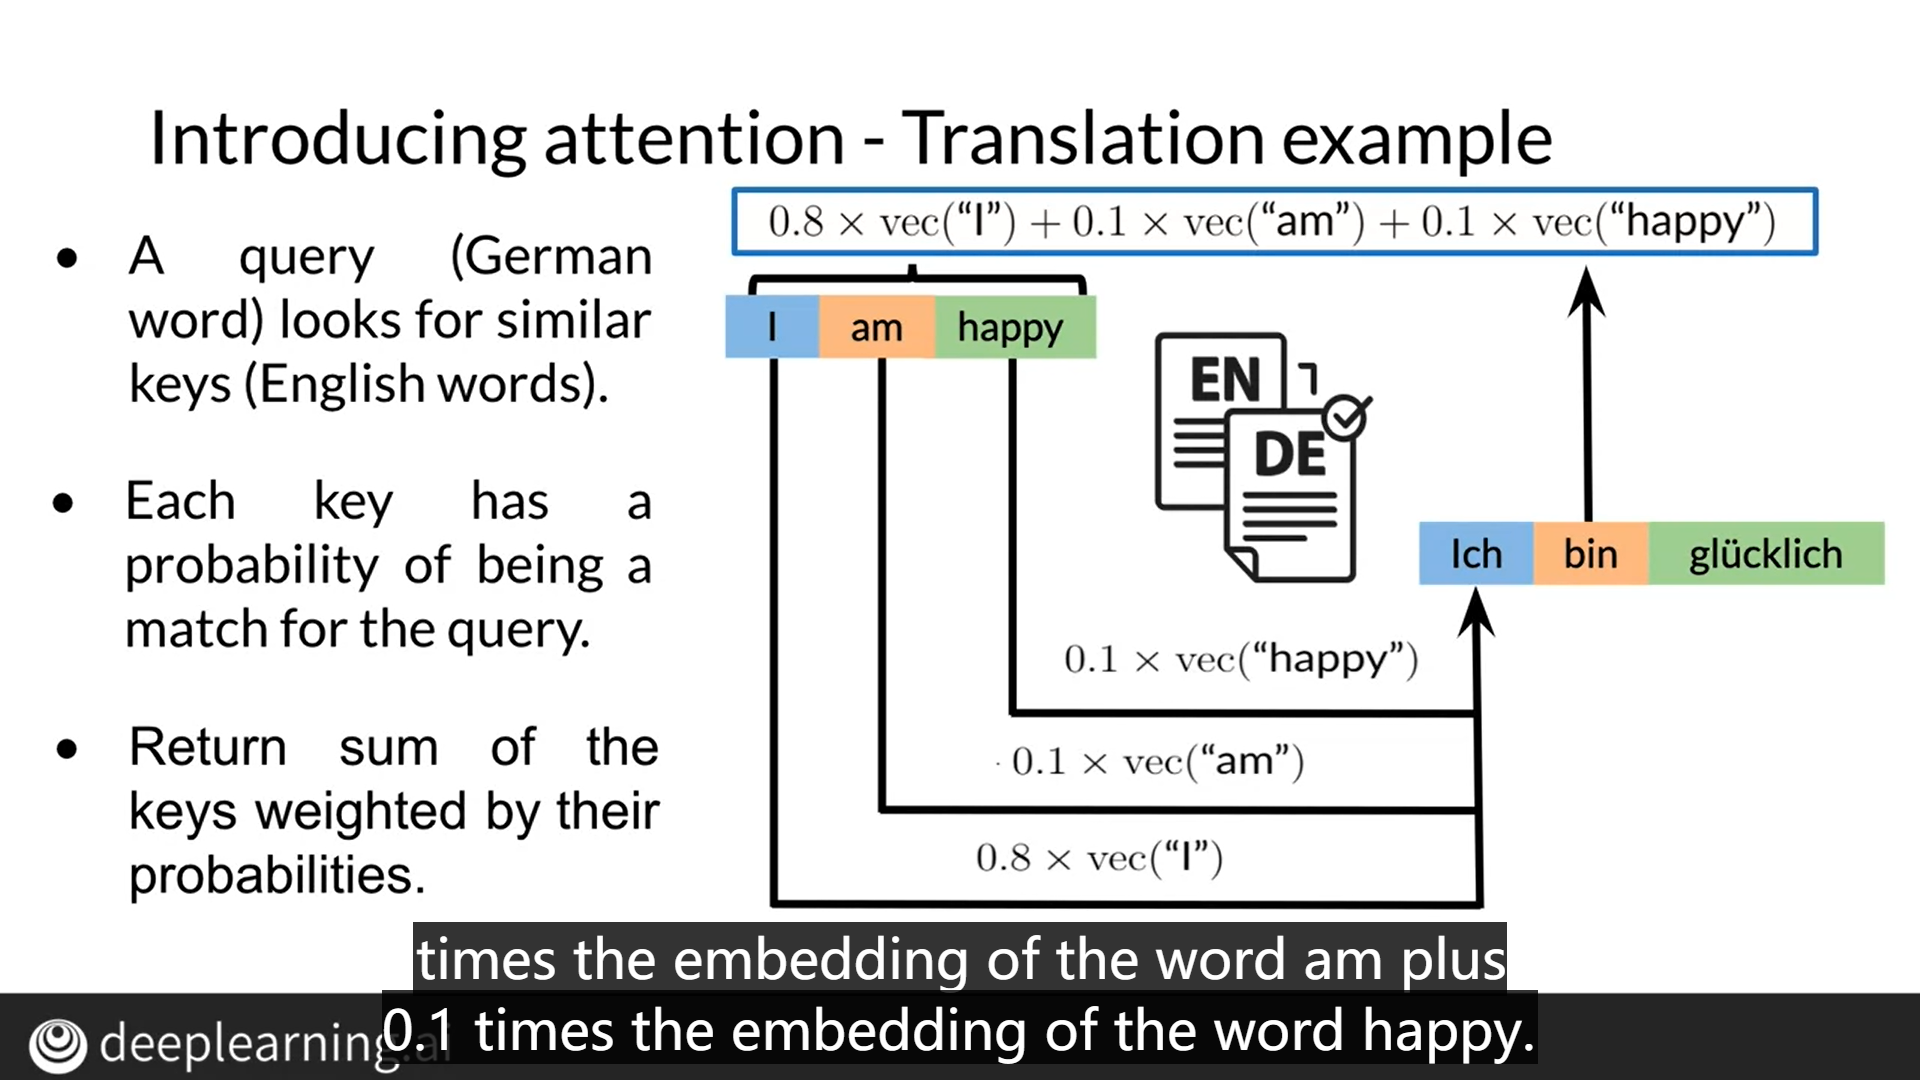 Introducing attention - Translation example
● A query (German
word) looks for similar
keys (English words).
● Each key has a
probability of being a
match for the query.
● Return sum of the
keys weighted by their
probabilities.
0.8 × vec(“I”) + 0.1 × vec(“am”) + 0.1 × vec(“happy”)
I am happy
EN
DE
Ich bin glücklich
0.1 × vec(“happy”)
0.1 × vec(“am”)
0.8 × vec(“I”)
times the embedding of the word am plus
0.1 times the embedding of the word happy.
deeplearning.ai